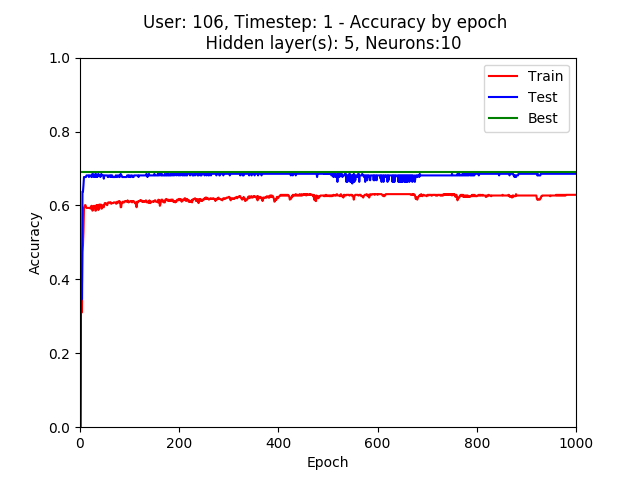 User: 106, Timestep: 1 - Accuracy by epoch
Hidden layer(s): 5, Neurons:10
Train
Test
Best
1.0
0.8
0.6
0.4
0.2
0.0
Accuracy
0 200 400 600 800 1000
Epoch